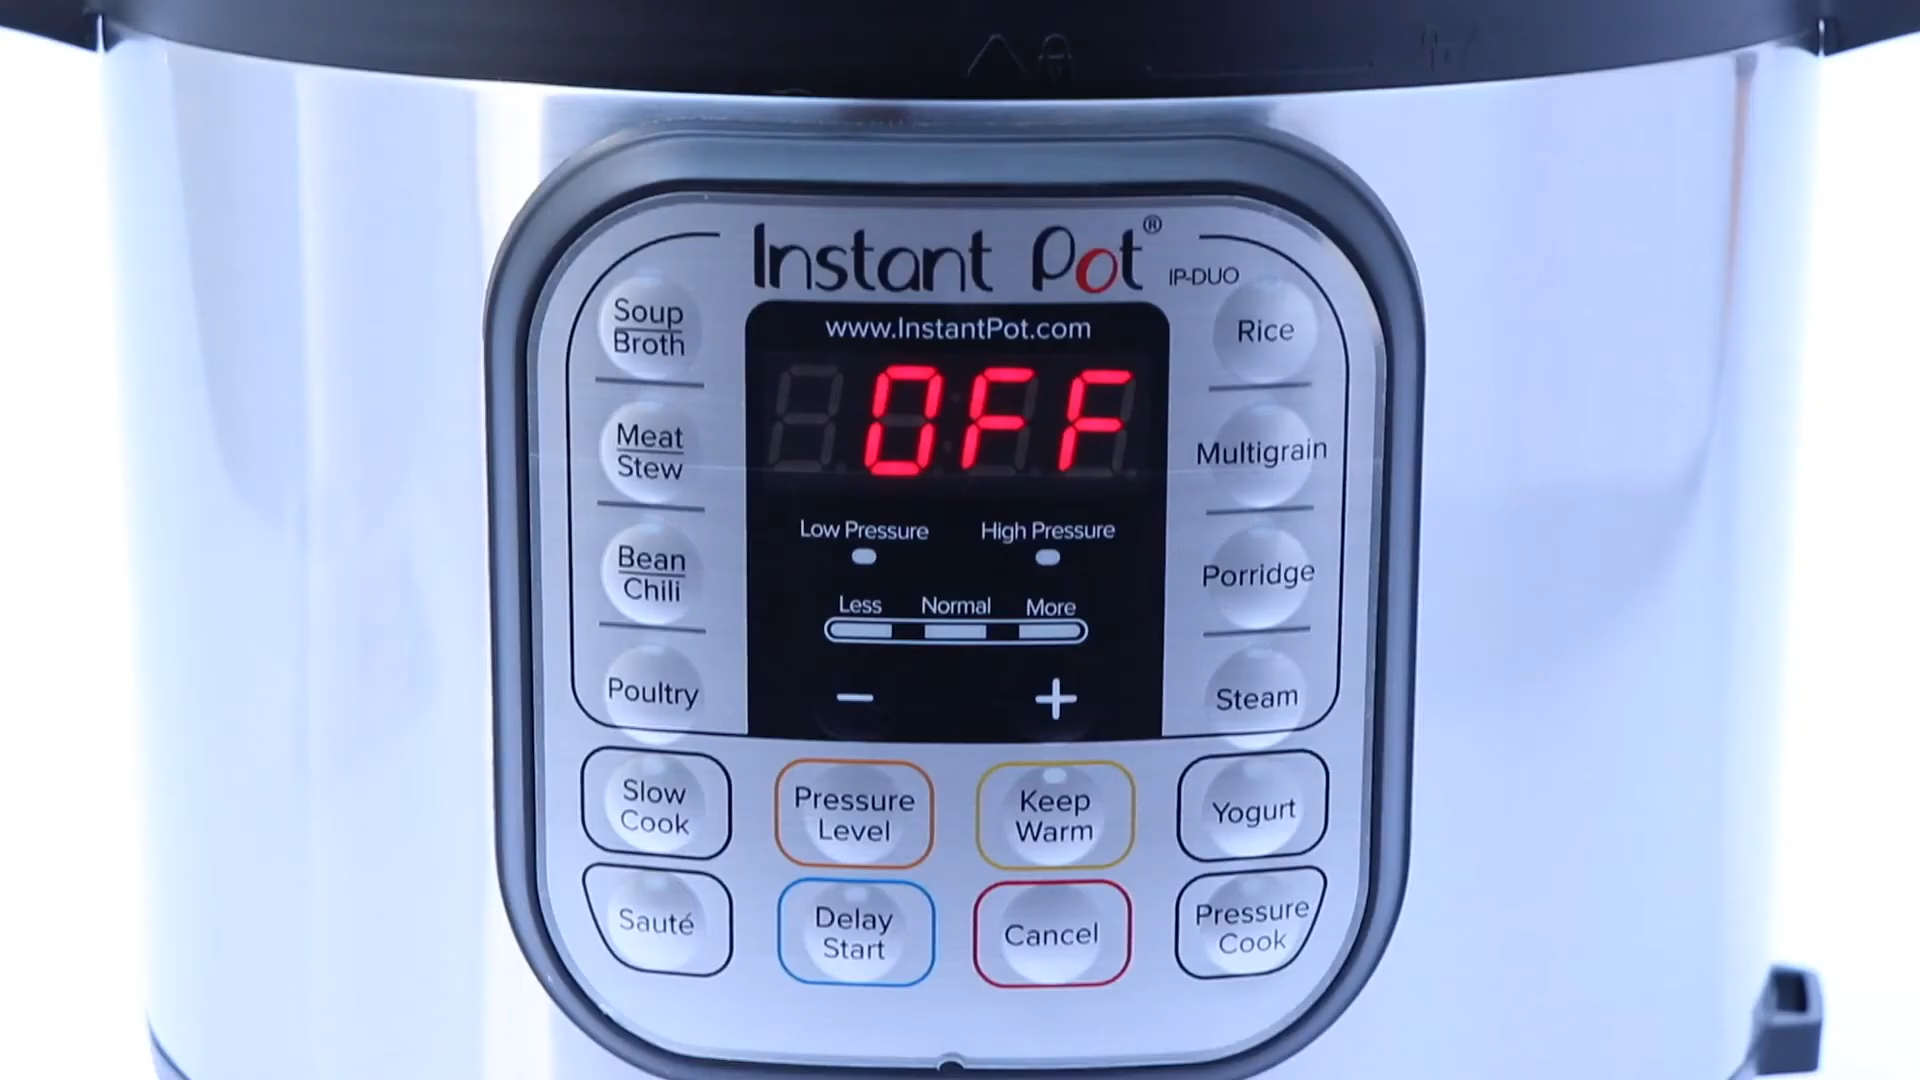 Instant Pot®
IP-DUO
www.InstantPot.com
OFF
Soup
Broth
Meat
Stew
Bean
Chili
Poultry
Low Pressure
High Pressure
Less
Normal
More
−
+
Rice
Multigrain
Porridge
Steam
Slow
Cook
Pressure
Level
Keep
Warm
Yogurt
Sauté
Delay
Start
Cancel
Pressure
Cook